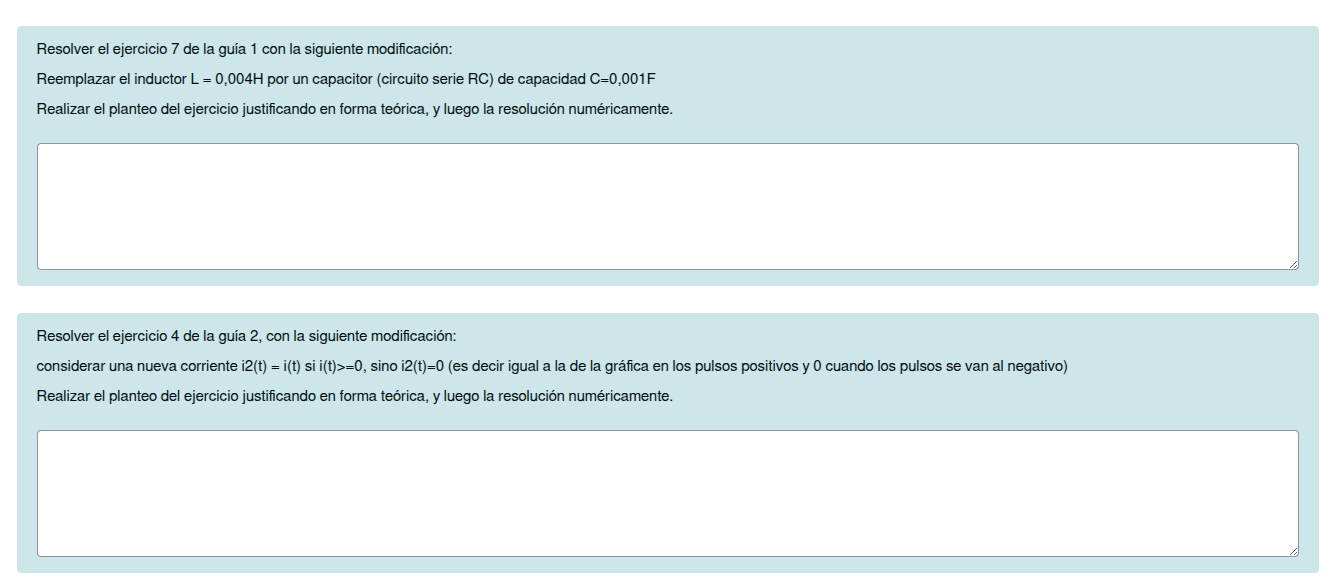 Resolver el ejercicio 7 de la guía 1 con la siguiente modificación:
Reemplazar el inductor L = 0,004H por un capacitor (circuito serie RC) de capacidad C=0,001F
Realizar el planteo del ejercicio justificando en forma teórica, y luego la resolución numéricamente.
Resolver el ejercicio 4 de la guía 2, con la siguiente modificación:
considerar una nueva corriente i2(t) = i(t) si i(t)>=0, sino i2(t)=0 (es decir igual a la de la gráfica en los pulsos positivos y 0 cuando los pulsos se van al negativo)
Realizar el planteo del ejercicio justificando en forma teórica, y luego la resolución numéricamente.